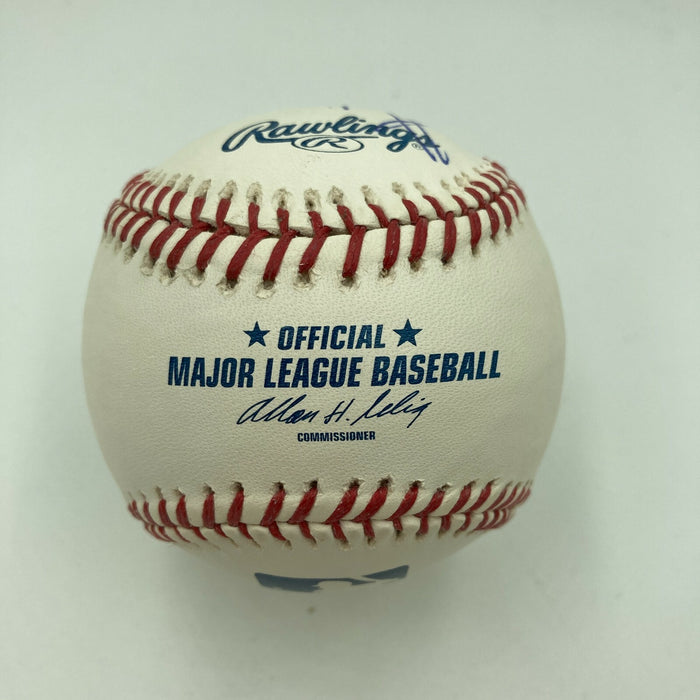 Rawlings®
R
★ OFFICIAL ★
MAJOR LEAGUE BASEBALL
Allan H. Selig
COMMISSIONER